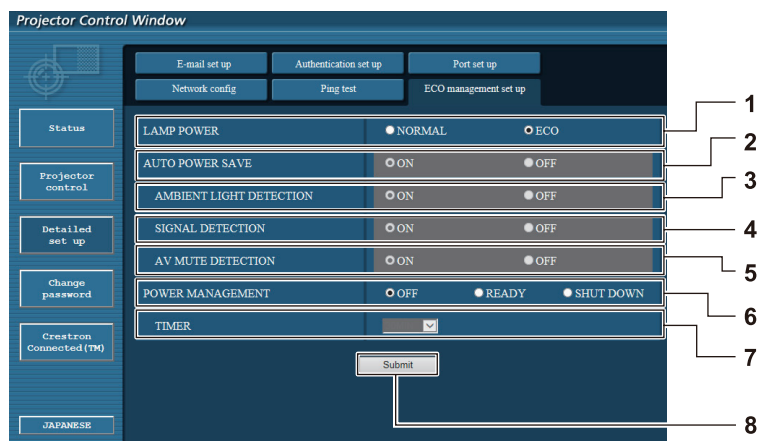 Projector Control Window
E-mail set up Authentication set up Port set up
Network config Ping test ECO management set up
Status
Projector control
Detailed set up
Change password
Crestron Connected(TM)
JAPANESE
LAMP POWER NORMAL ECO 1
AUTO POWER SAVE ON OFF 2
AMBIENT LIGHT DETECTION ON OFF 3
SIGNAL DETECTION ON OFF 4
AV MUTE DETECTION ON OFF 5
POWER MANAGEMENT OFF READY SHUT DOWN 6
TIMER 7
Submit 8